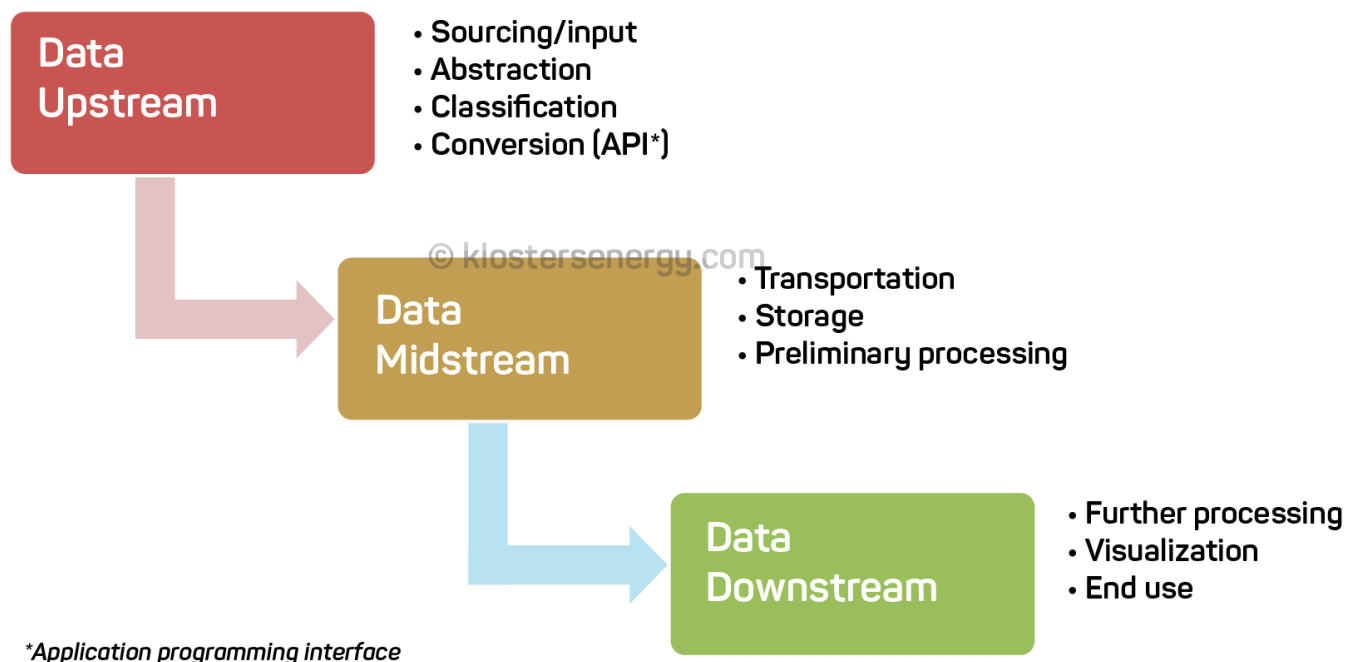 Data
Upstream
• Sourcing/input
• Abstraction
• Classification
• Conversion (API*)
© klostersenergy.com
Data
Midstream
• Transportation
• Storage
• Preliminary processing
Data
Downstream
• Further processing
• Visualization
• End use
*Application programming interface